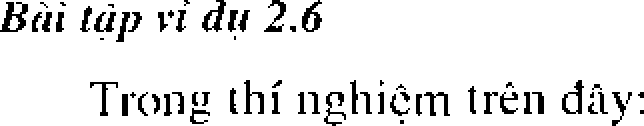 Bài tập ví dụ 2.6
Trong thí nghiệm trên đây: